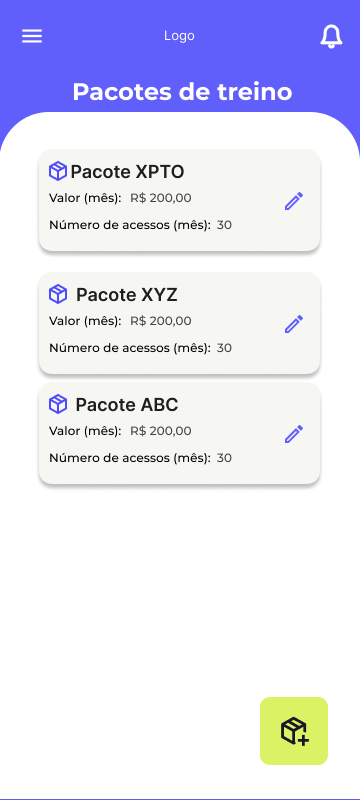 Logo
Pacotes de treino
Pacote XPTO
Valor (mês): R$ 200,00
Número de acessos (mês): 30
Pacote XYZ
Valor (mês): R$ 200,00
Número de acessos (mês): 30
Pacote ABC
Valor (mês): R$ 200,00
Número de acessos (mês): 30